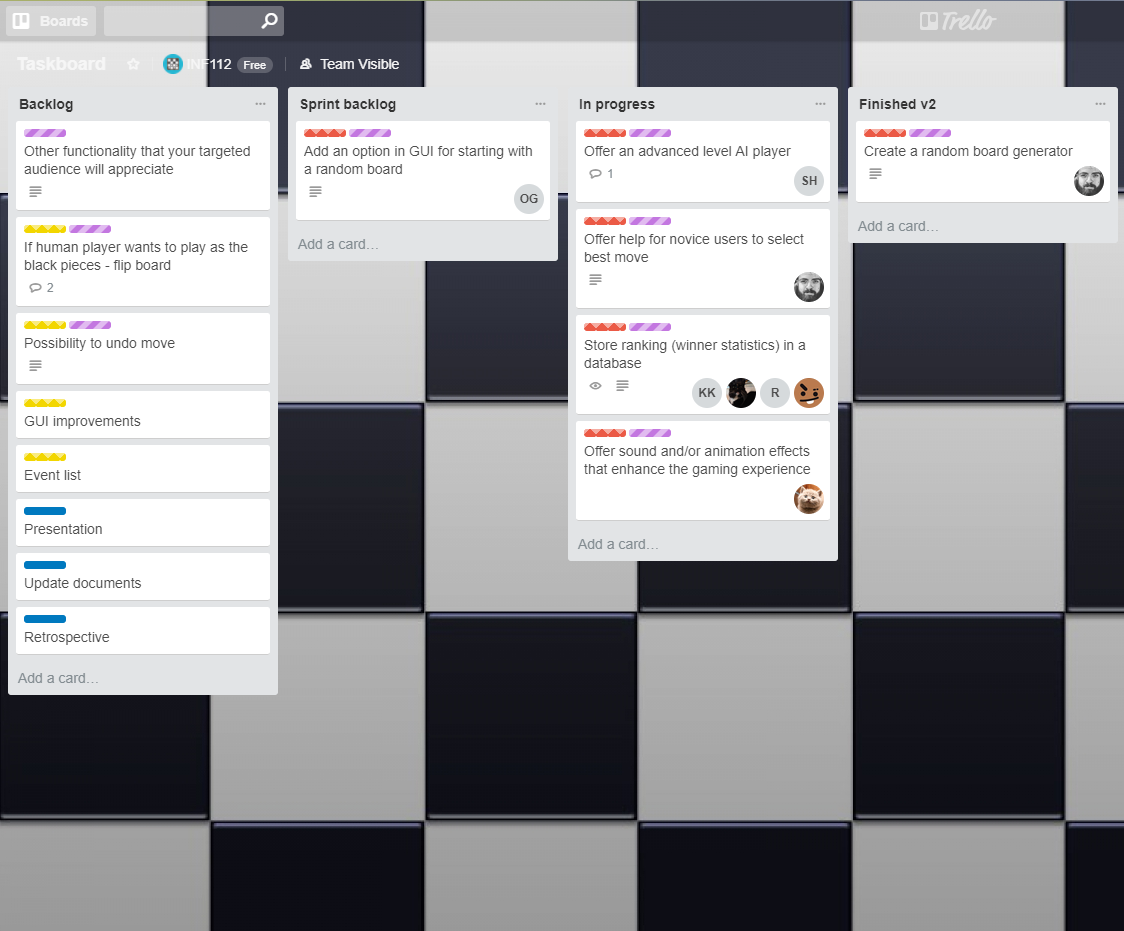 Boards
Trello
Taskboard
INF112 Free
Team Visible
Backlog
Other functionality that your targeted
audience will appreciate
If human player wants to play as the
black pieces - flip board
2
Possibility to undo move
GUI improvements
Event list
Presentation
Update documents
Retrospective
Add a card…
Sprint backlog
Add an option in GUI for starting with
a random board
OG
Add a card…
In progress
Offer an advanced level AI player
1
SH
Offer help for novice users to select
best move
Store ranking (winner statistics) in a
database
KK
R
Offer sound and/or animation effects
that enhance the gaming experience
Add a card…
Finished v2
Create a random board generator
Add a card…